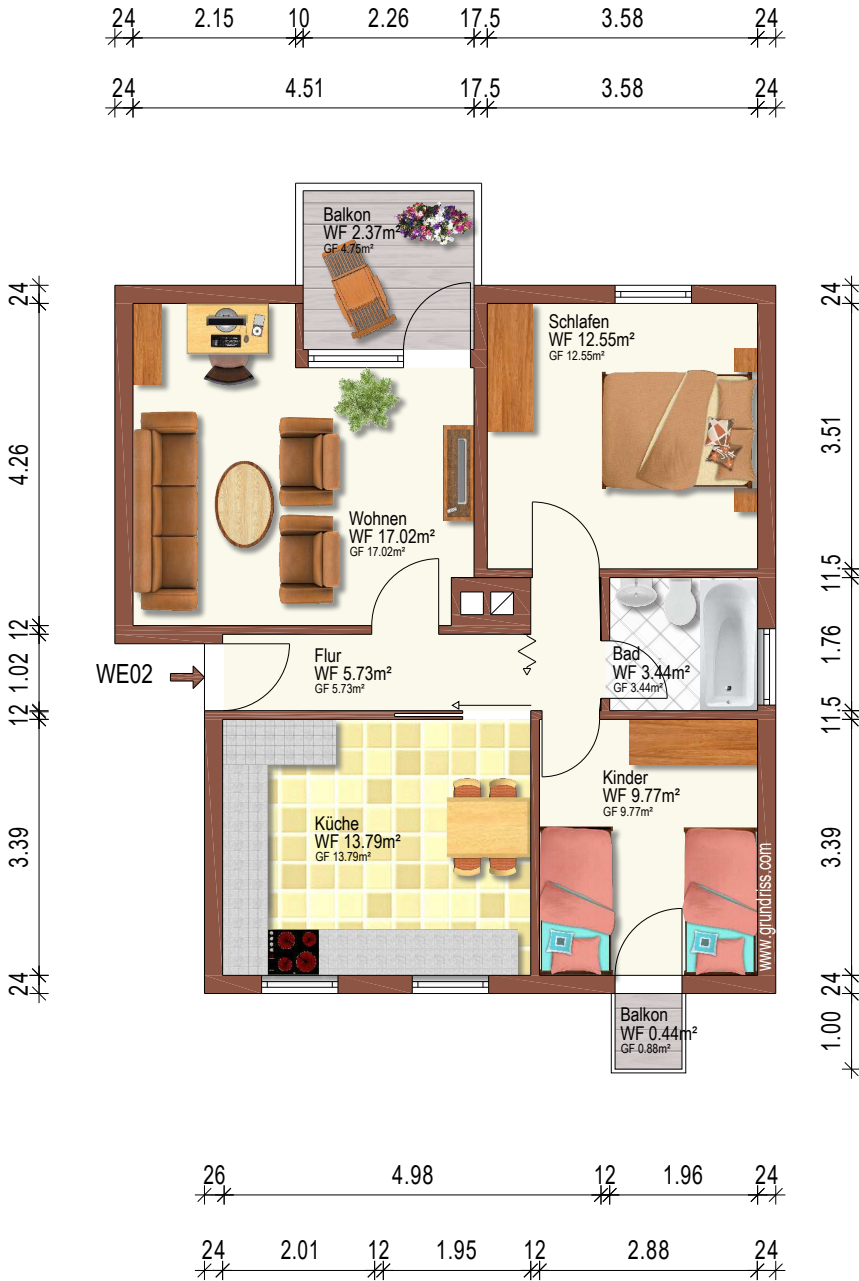 24 2.15 10 2.26 17.5 3.58 24
24 4.51 17.5 3.58 24
Balkon
WF 2.37m²
GF 4.75m²
24
24
Schlafen
WF 12.55m²
GF 12.55m²
4.26
3.51
Wohnen
WF 17.02m²
GF 17.02m²
11.5
12
Flur
WF 5.73m²
GF 5.73m²
Bad
WF 3.44m²
GF 3.44m²
1.76
WE02
1.02
12
11.5
Kinder
WF 9.77m²
GF 9.77m²
Küche
WF 13.79m²
GF 13.79m²
3.39
3.39
www.grundriss.com
24
24
Balkon
WF 0.44m²
GF 0.88m²
1.00
26 4.98 12 1.96 24
24 2.01 12 1.95 12 2.88 24